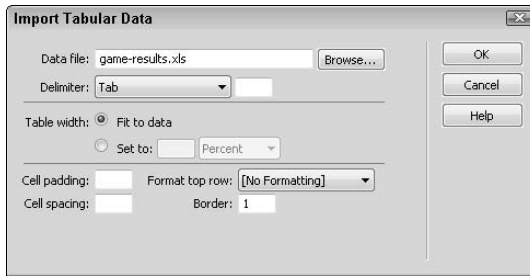 Import Tabular Data
Data file: game-results.xls Browse... OK
Delimiter: Tab Cancel
Table width: Fit to data Help
Set to: Percent
Cell padding: Format top row: [No Formatting]
Cell spacing: Border: 1